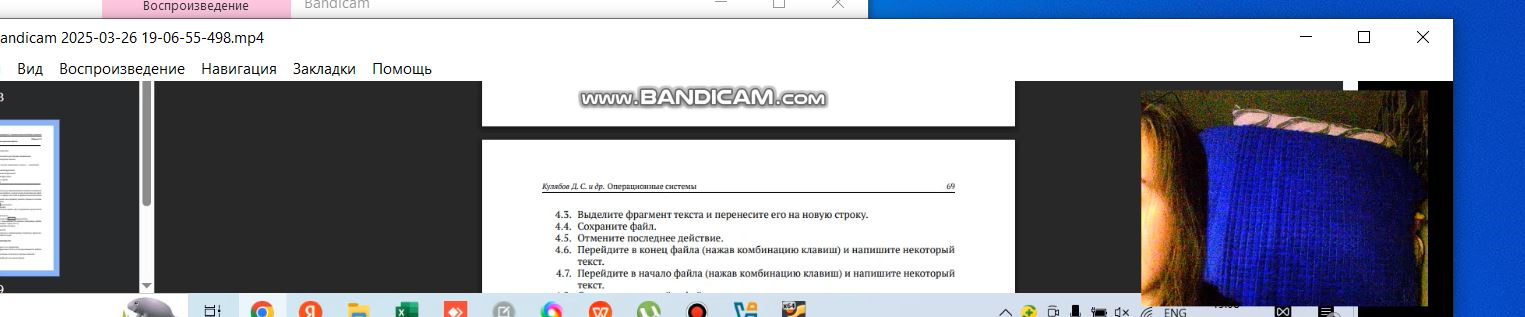 Воспроизведение
Bandicam
andicam 2025-03-26 19-06-55-498.mp4
Вид Воспроизведение Навигация Закладки Помощь
www.BANDICAM.com
Кулябов Д. С. и др. Операционные системы 69
4.3. Выделите фрагмент текста и перенесите его на новую строку.
4.4. Сохраните файл.
4.5. Отмените последнее действие.
4.6. Перейдите в конец файла (нажав комбинацию клавиш) и напишите некоторый
текст.
4.7. Перейдите в начало файла (нажав комбинацию клавиш) и напишите некоторый
ENG
x64